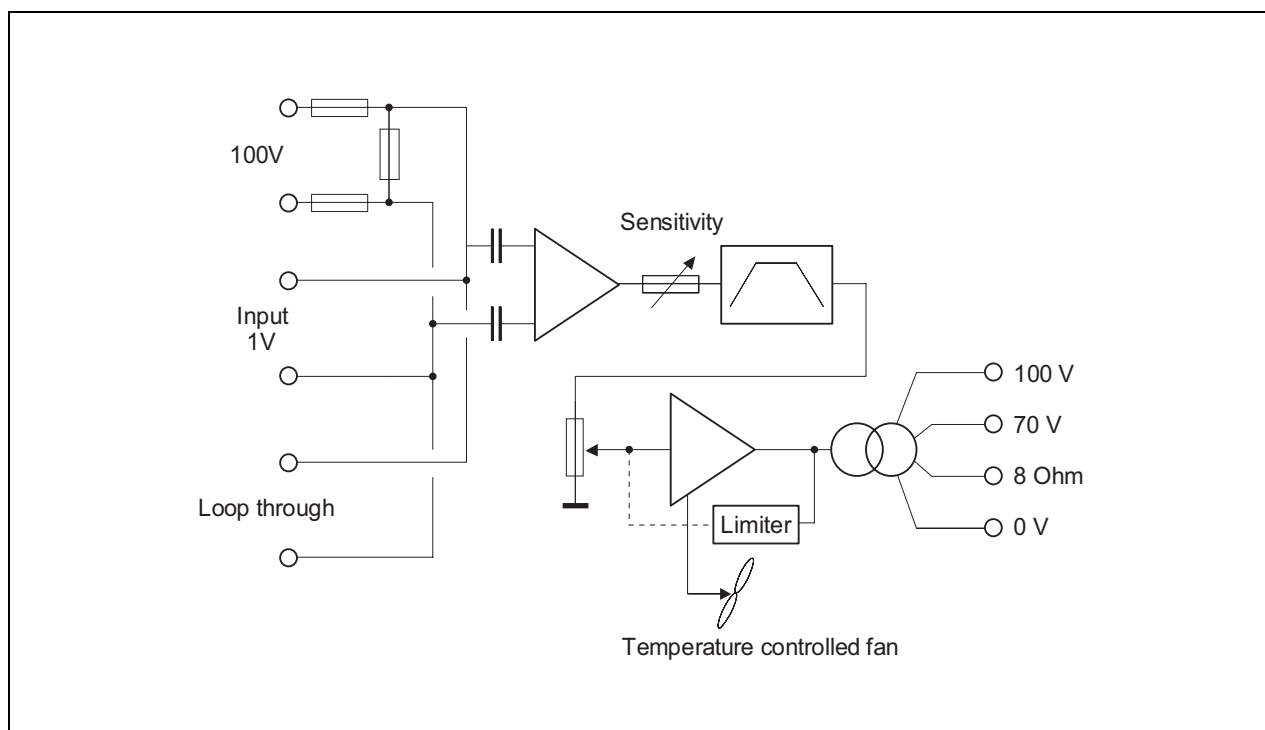 100V
Sensitivity
Input
1V
100 V
70 V
8 Ohm
Loop through
Limiter
0 V
Temperature controlled fan